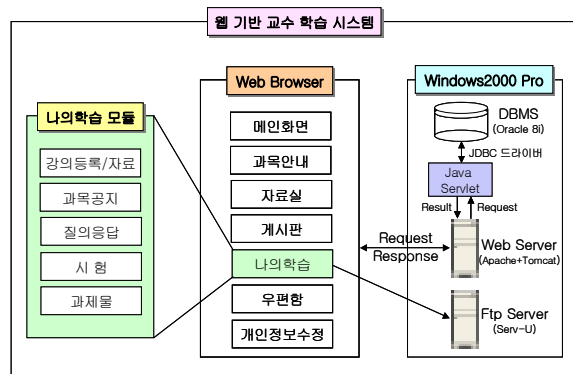 웹 기반 교수 학습 시스템
나의학습 모듈
강의등록/자료
과목공지
질의응답
시 험
과제물
Web Browser
메인화면
과목안내
자료실
게시판
나의학습
우편함
개인정보수정
Request
Response
Windows2000 Pro
DBMS
(Oracle 8i)
JDBC 드라이버
Java
Servlet
Result
Request
Web Server
(Apache+Tomcat)
Ftp Server
(Serv-U)